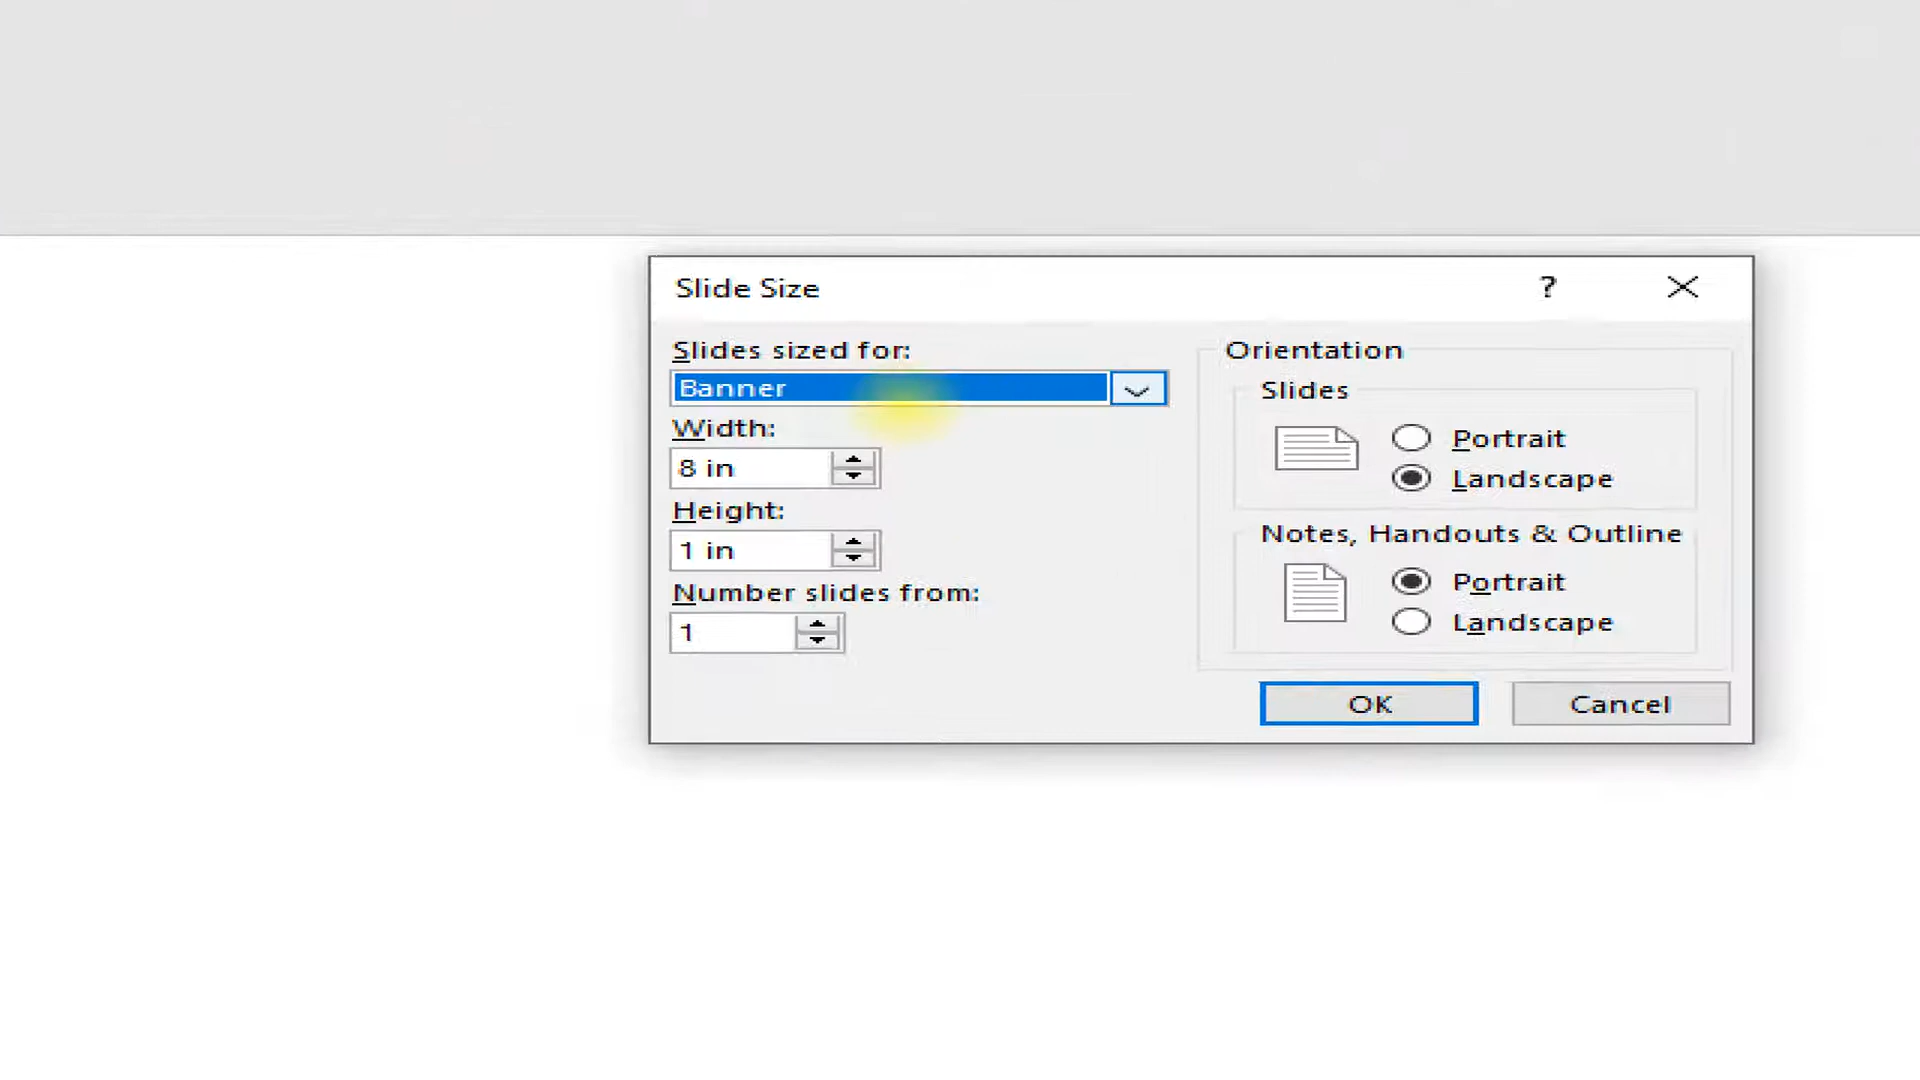 Slide Size
?
Slides sized for:
Banner
Width:
8 in
Height:
1 in
Number slides from:
1
Orientation
Slides
Portrait
Landscape
Notes, Handouts & Outline
Portrait
Landscape
OK
Cancel